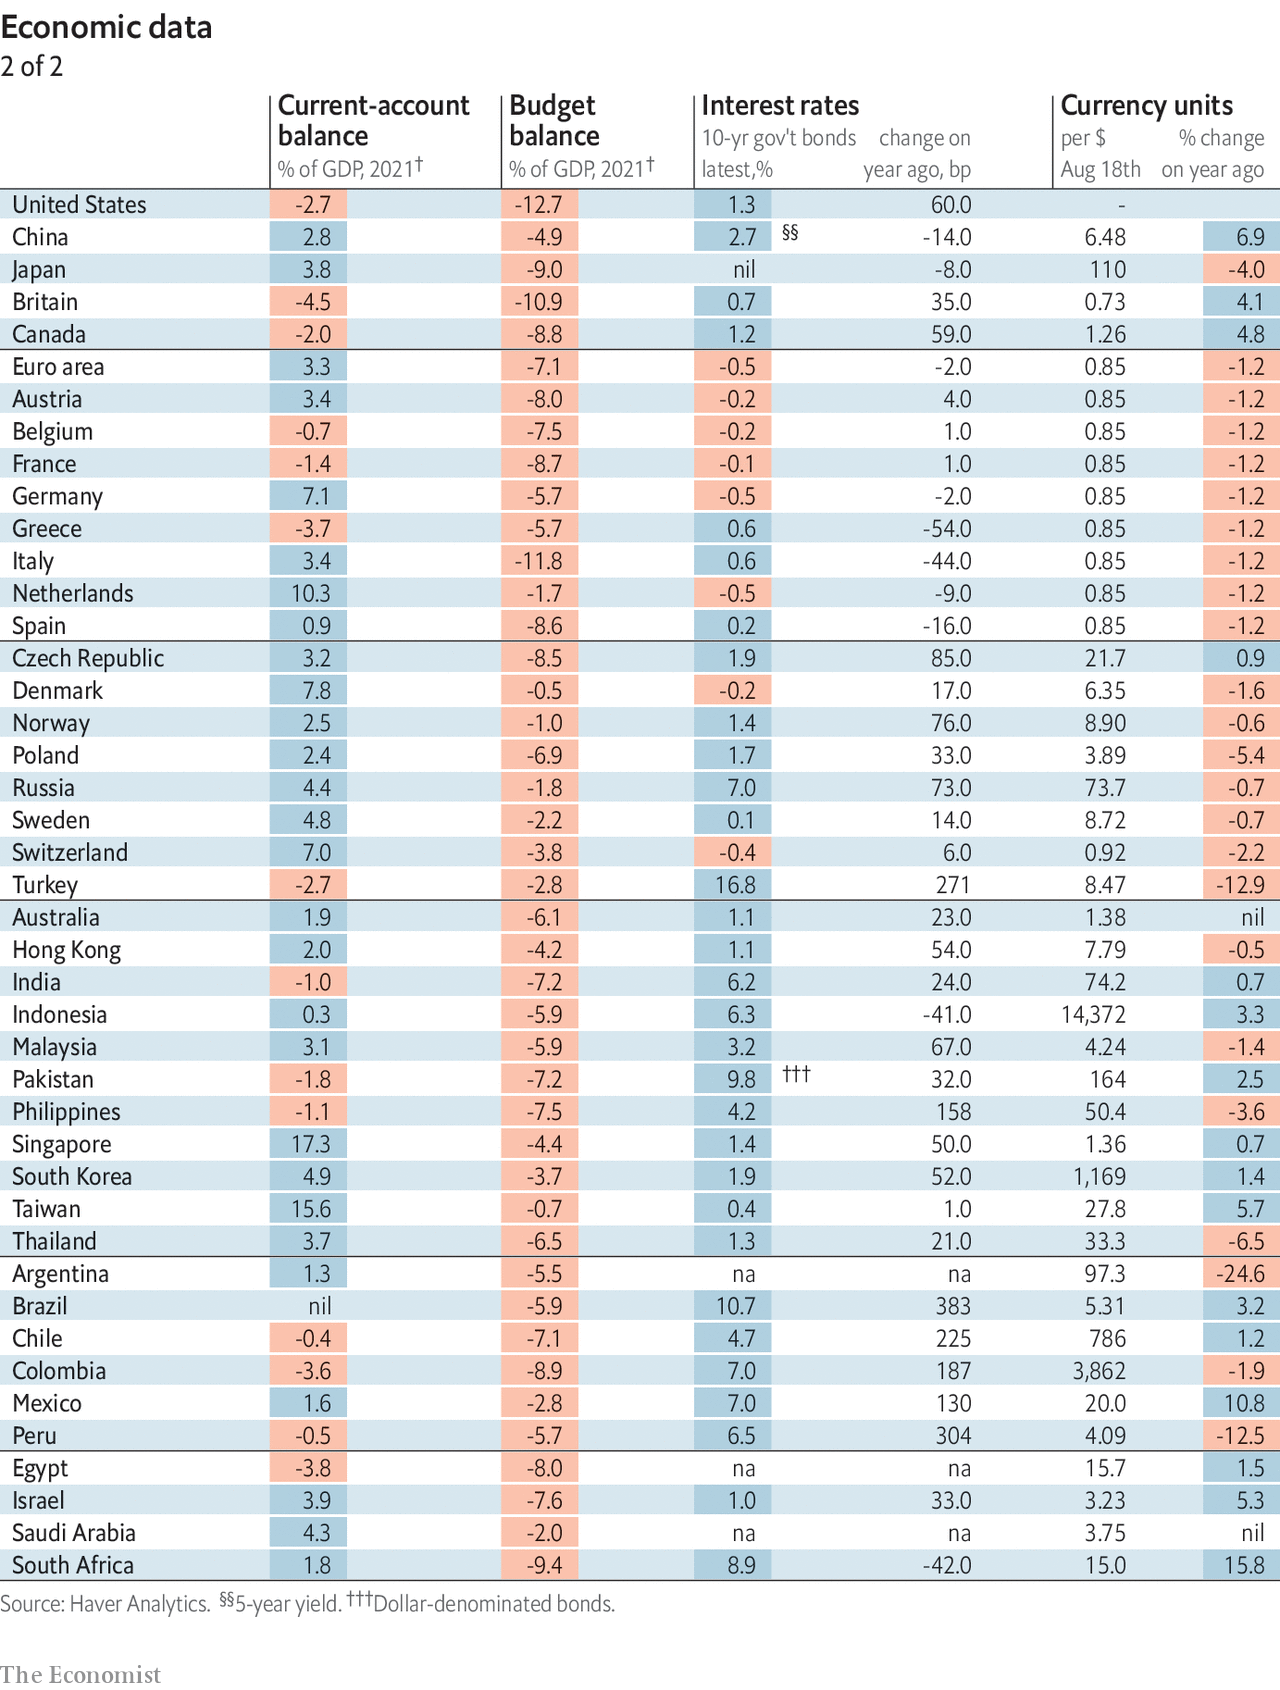 Economic data
2 of 2
Current-account balance % of GDP, 2021† Budget balance % of GDP, 2021† Interest rates 10-yr gov't bonds latest,% change on year ago, bp Currency units per $ Aug 18th % change on year ago
United States -2.7 -12.7 1.3 60.0 -
China 2.8 -4.9 2.7 §§ -14.0 6.48 6.9
Japan 3.8 -9.0 nil -8.0 110 -4.0
Britain -4.5 -10.9 0.7 35.0 0.73 4.1
Canada -2.0 -8.8 1.2 59.0 1.26 4.8
Euro area 3.3 -7.1 -0.5 -2.0 0.85 -1.2
Austria 3.4 -8.0 -0.2 4.0 0.85 -1.2
Belgium -0.7 -7.5 -0.2 1.0 0.85 -1.2
France -1.4 -8.7 -0.1 1.0 0.85 -1.2
Germany 7.1 -5.7 -0.5 -2.0 0.85 -1.2
Greece -3.7 -5.7 0.6 -54.0 0.85 -1.2
Italy 3.4 -11.8 0.6 -44.0 0.85 -1.2
Netherlands 10.3 -1.7 -0.5 -9.0 0.85 -1.2
Spain 0.9 -8.6 0.2 -16.0 0.85 -1.2
Czech Republic 3.2 -8.5 1.9 85.0 21.7 0.9
Denmark 7.8 -0.5 -0.2 17.0 6.35 -1.6
Norway 2.5 -1.0 1.4 76.0 8.90 -0.6
Poland 2.4 -6.9 1.7 33.0 3.89 -5.4
Russia 4.4 -1.8 7.0 73.0 73.7 -0.7
Sweden 4.8 -2.2 0.1 14.0 8.72 -0.7
Switzerland 7.0 -3.8 -0.4 6.0 0.92 -2.2
Turkey -2.7 -2.8 16.8 271 8.47 -12.9
Australia 1.9 -6.1 1.1 23.0 1.38 nil
Hong Kong 2.0 -4.2 1.1 54.0 7.79 -0.5
India -1.0 -7.2 6.2 24.0 74.2 0.7
Indonesia 0.3 -5.9 6.3 -41.0 14,372 3.3
Malaysia 3.1 -5.9 3.2 67.0 4.24 -1.4
Pakistan -1.8 -7.2 9.8 ††† 32.0 164 2.5
Philippines -1.1 -7.5 4.2 158 50.4 -3.6
Singapore 17.3 -4.4 1.4 50.0 1.36 0.7
South Korea 4.9 -3.7 1.9 52.0 1,169 1.4
Taiwan 15.6 -0.7 0.4 1.0 27.8 5.7
Thailand 3.7 -6.5 1.3 21.0 33.3 -6.5
Argentina 1.3 -5.5 na na 97.3 -24.6
Brazil nil -5.9 10.7 383 5.31 3.2
Chile -0.4 -7.1 4.7 225 786 1.2
Colombia -3.6 -8.9 7.0 187 3,862 -1.9
Mexico 1.6 -2.8 7.0 130 20.0 10.8
Peru -0.5 -5.7 6.5 304 4.09 -12.5
Egypt -3.8 -8.0 na na 15.7 1.5
Israel 3.9 -7.6 1.0 33.0 3.23 5.3
Saudi Arabia 4.3 -2.0 na na 3.75 nil
South Africa 1.8 -9.4 8.9 -42.0 15.0 15.8
Source: Haver Analytics. §§5-year yield. †††Dollar-denominated bonds.
The Economist